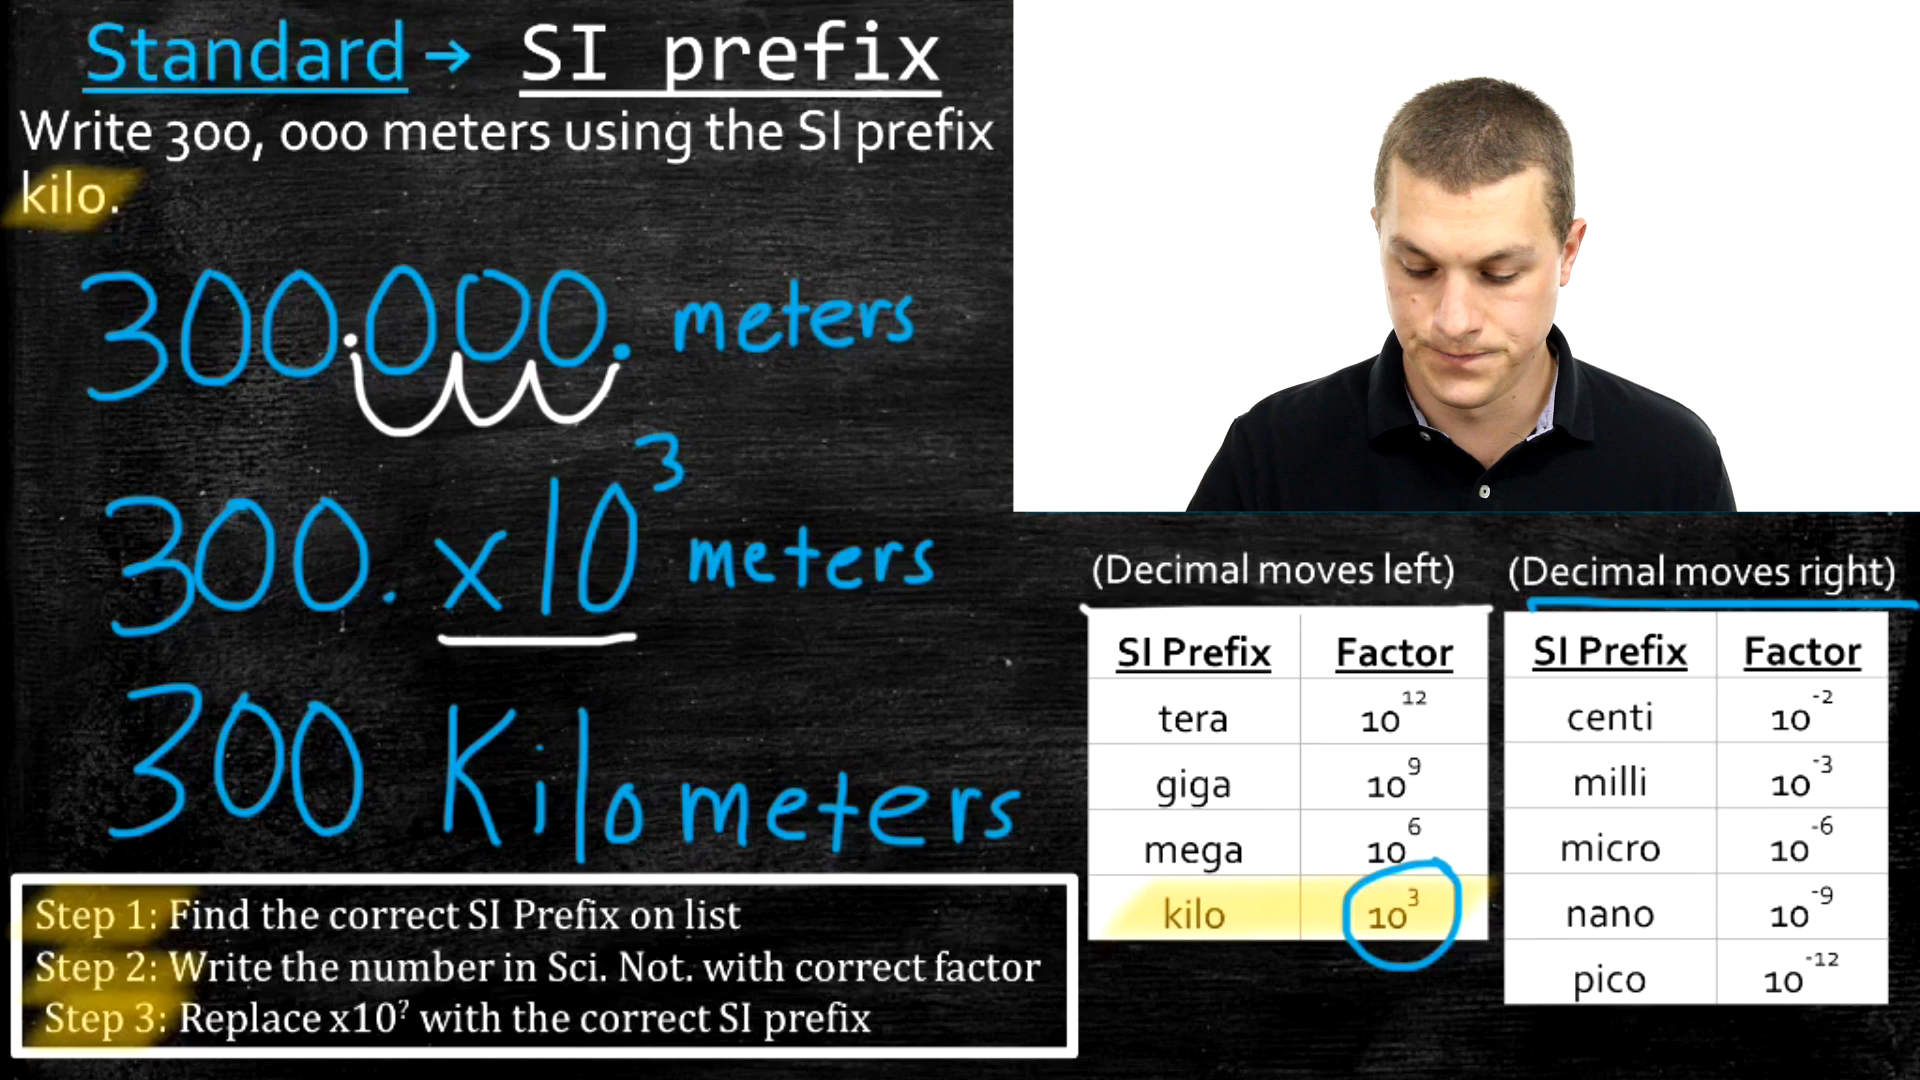 Standard → SI prefix
Write 300, 000 meters using the SI prefix
kilo.
300.000. meters
300. x10³ meters
300 Kilometers
Step 1: Find the correct SI Prefix on list
Step 2: Write the number in Sci. Not. with correct factor
Step 3: Replace x10^? with the correct SI prefix
(Decimal moves left)
SI Prefix Factor
tera 10¹²
giga 10⁹
mega 10⁶
kilo 10³
(Decimal moves right)
SI Prefix Factor
centi 10⁻²
milli 10⁻³
micro 10⁻⁶
nano 10⁻⁹
pico 10⁻¹²